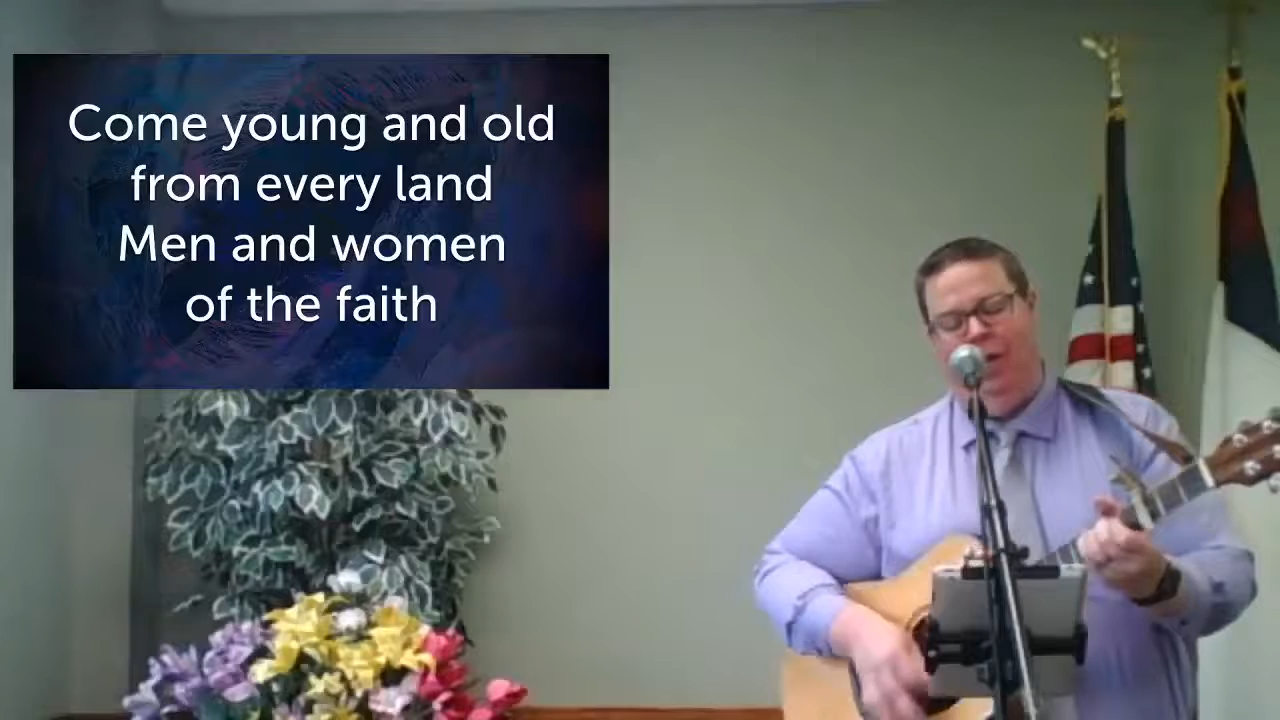 Come young and old
from every land
Men and women
of the faith